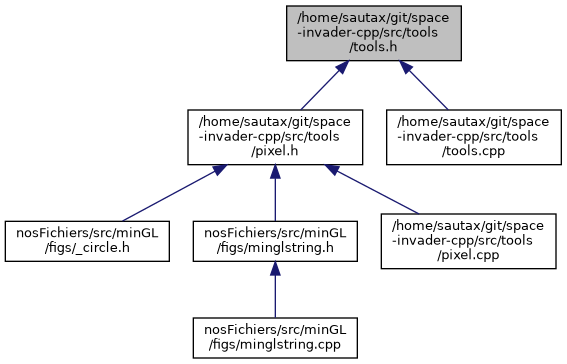 /home/sautax/git/space
-invader-cpp/src/tools
/tools.h
/home/sautax/git/space
-invader-cpp/src/tools
/pixel.h
/home/sautax/git/space
-invader-cpp/src/tools
/tools.cpp
nosFichiers/src/minGL
/figs/_circle.h
nosFichiers/src/minGL
/figs/minglstring.h
/home/sautax/git/space
-invader-cpp/src/tools
/pixel.cpp
nosFichiers/src/minGL
/figs/minglstring.cpp